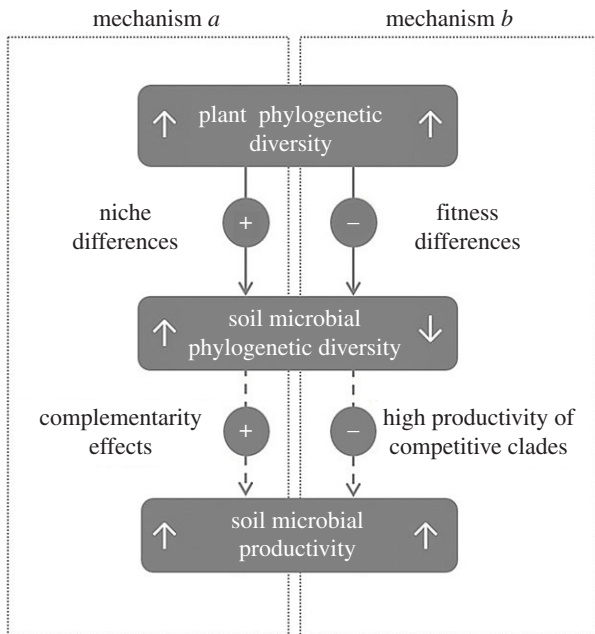 mechanism a
mechanism b
↑ plant phylogenetic ↑
diversity
niche
differences
+
−
fitness
differences
↑ soil microbial ↓
phylogenetic diversity
complementarity
effects
+
−
high productivity of
competitive clades
↑ soil microbial ↑
productivity